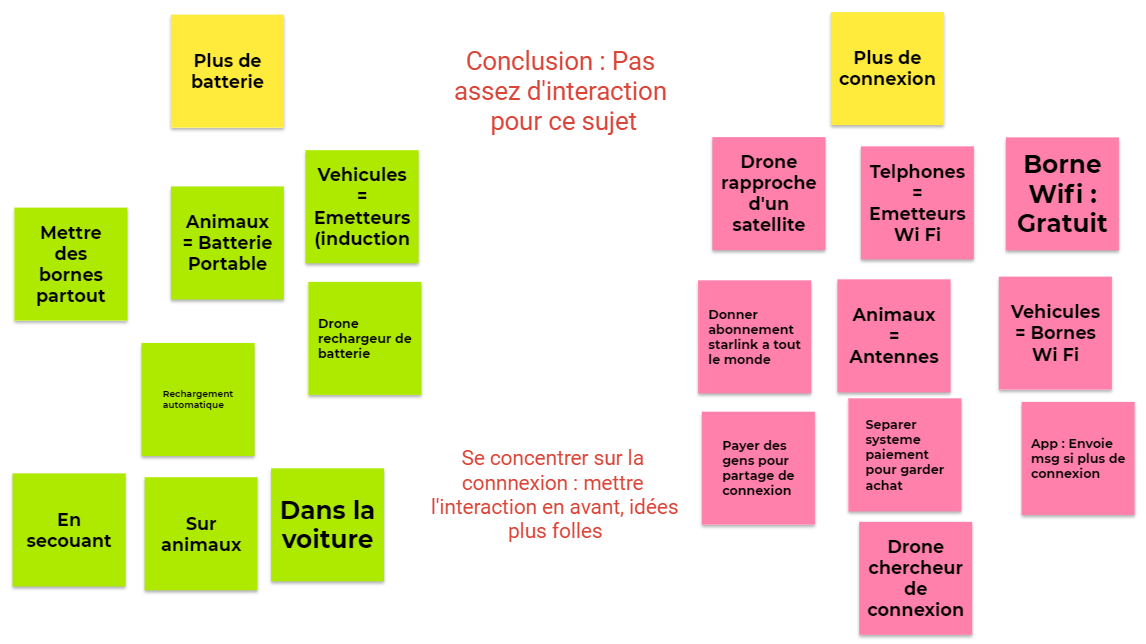 Plus de
batterie
Conclusion : Pas
assez d'interaction
pour ce sujet
Plus de
connexion
Mettre
des
bornes
partout
Animaux
= Batterie
Portable
Vehicules
=
Emetteurs
(induction
Drone
rechargeur de
batterie
Rechargement
automatique
En
secouant
Sur
animaux
Dans la
voiture
Se concentrer sur la
connnexion : mettre
l'interaction en avant, idées
plus folles
Drone
rapproche
d'un
satellite
Telphones
=
Emetteurs
Wi Fi
Borne
Wifi :
Gratuit
Donner
abonnement
starlink a tout
le monde
Animaux
=
Antennes
Vehicules
= Bornes
Wi Fi
Payer des
gens pour
partage de
connexion
Separer
systeme
paiement
pour garder
achat
App : Envoie
msg si plus de
connexion
Drone
chercheur
de
connexion